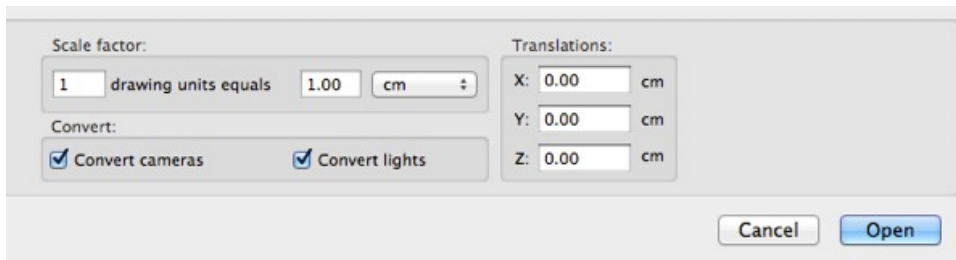 Scale factor:
1 drawing units equals 1.00 cm
Convert:
Convert cameras Convert lights
Translations:
X: 0.00 cm
Y: 0.00 cm
Z: 0.00 cm
Cancel Open